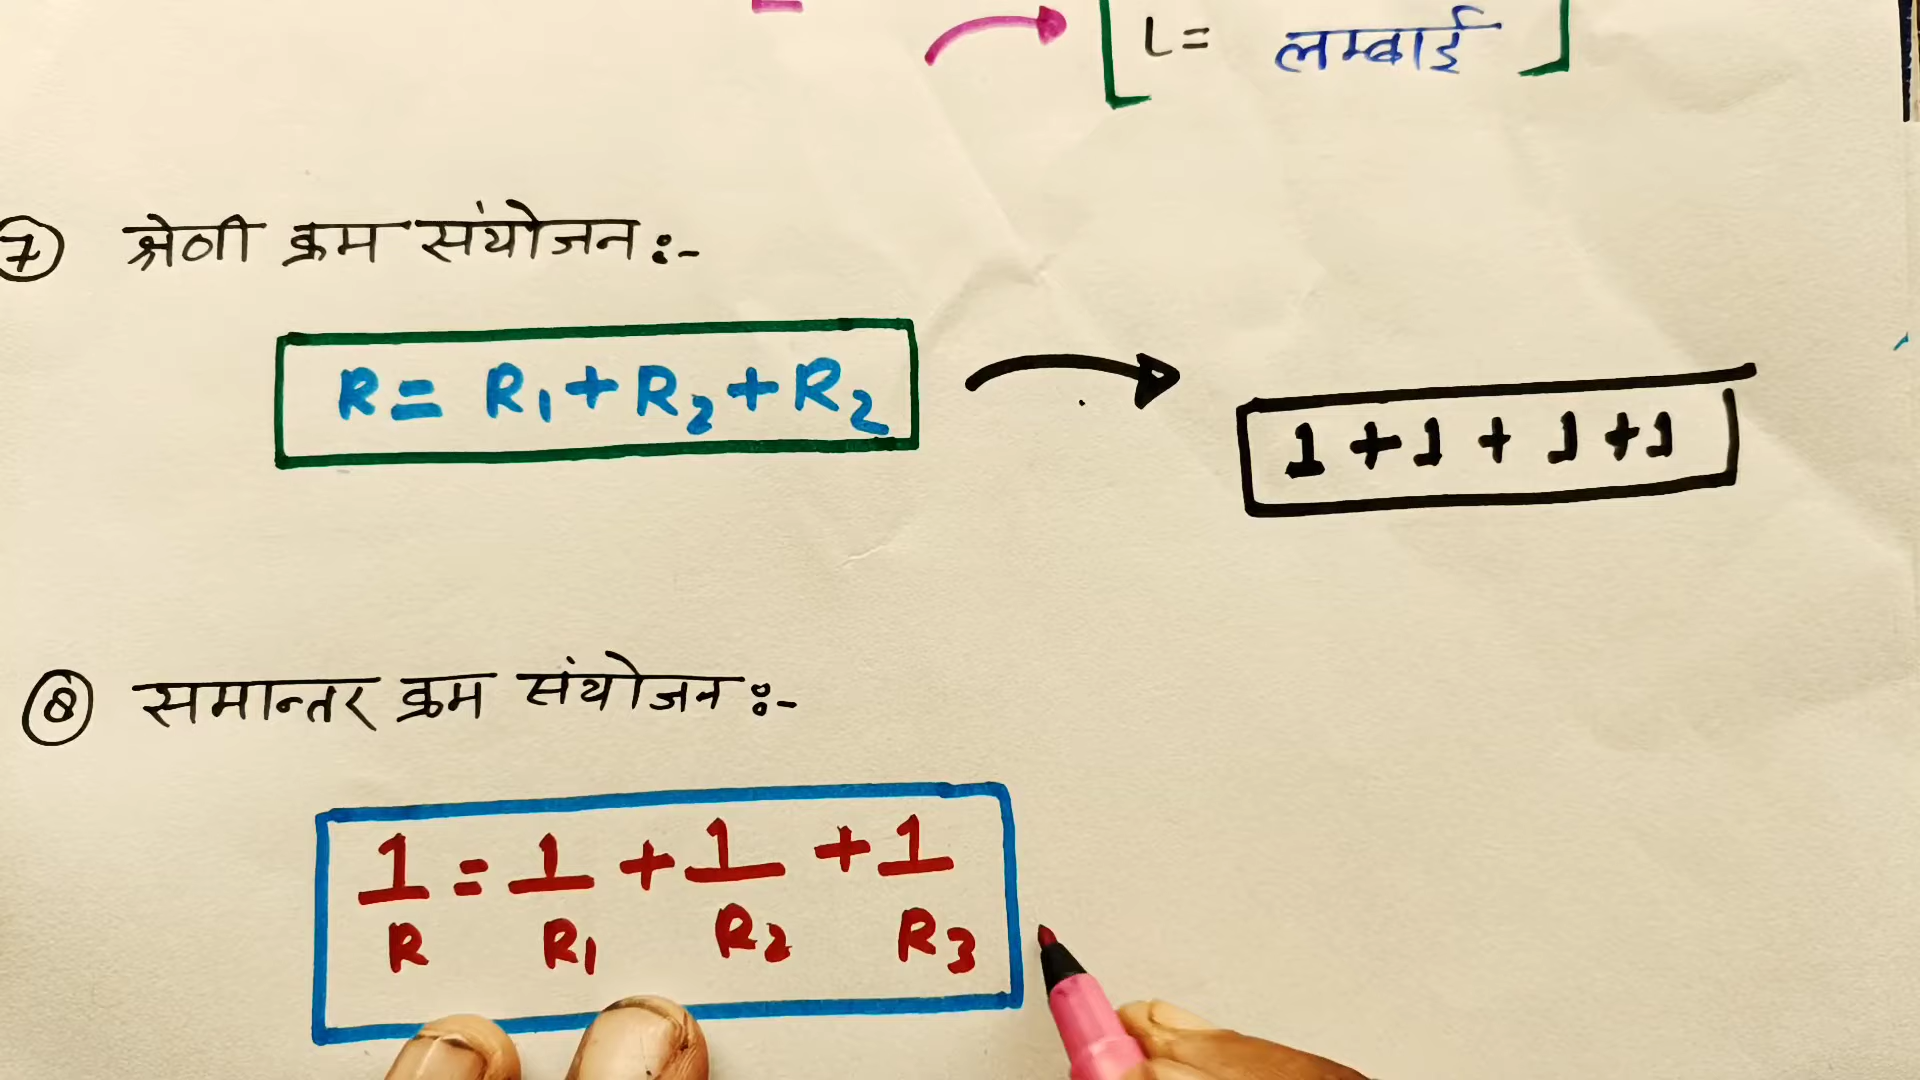 L = लम्बाई
7 श्रेणी क्रम संयोजन :-
R = R₁ + R₂ + R₂
1 + 1 + 1 + 1
8 समान्तर क्रम संयोजन :-
1/R = 1/R₁ + 1/R₂ + 1/R₃